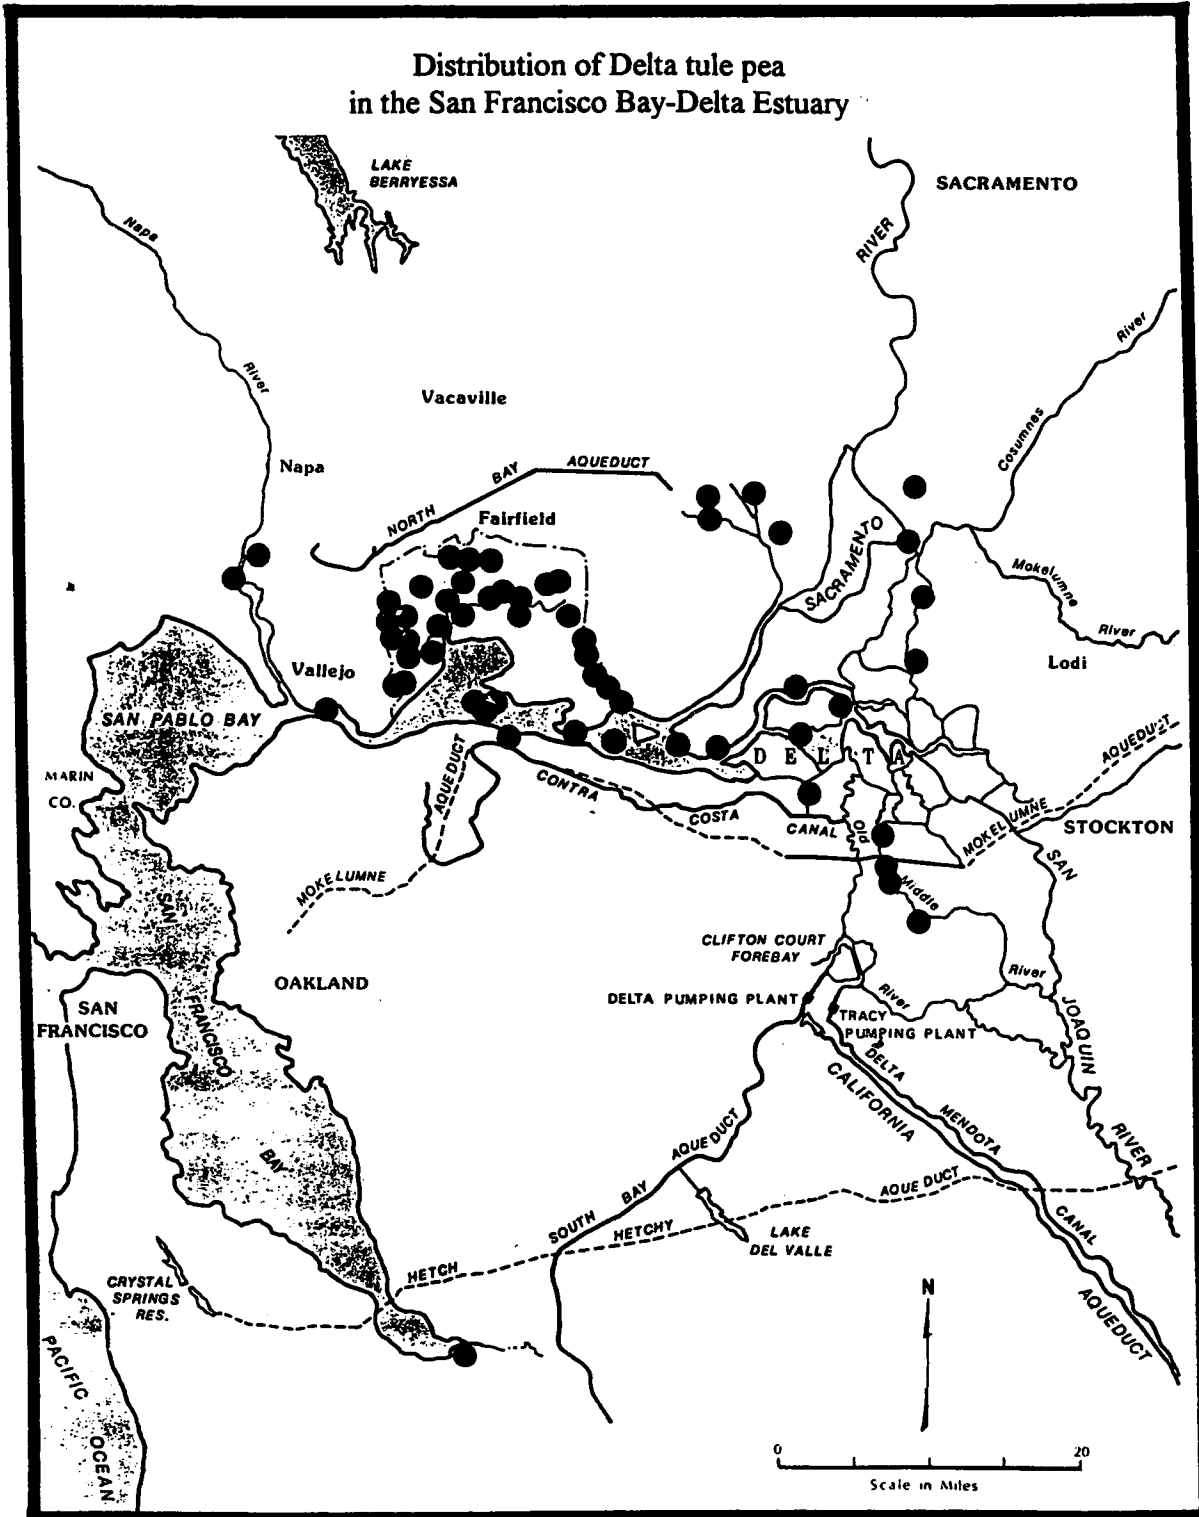 Distribution of Delta tule pea
in the San Francisco Bay-Delta Estuary
LAKE
BERRYESSA
SACRAMENTO
Napa
RIVER
River
River
Vacaville
Cosumnes
Napa
BAY
AQUEDUCT
NORTH
Fairfield
SACRAMENTO
Mokelumne
River
Lodi
Vallejo
SAN PABLO BAY
AQUEDUCT
DELTA
MARIN
CO.
AQUEDUCT
CONTRA
COSTA
CANAL
Old
MOKELUMNE
STOCKTON
SAN
MOKELUMNE
Middle
SAN
CLIFTON COURT
FOREBAY
OAKLAND
River
SAN
FRANCISCO
FRANCISCO
DELTA PUMPING PLANT
River
TRACY
PUMPING PLANT
JOAQUIN
DELTA
CALIFORNIA
MENDOTA
RIVER
BAY
AQUEDUCT
AQUEDUCT
BAY
SOUTH
HETCHY
CANAL
LAKE
DEL VALLE
HETCH
CRYSTAL
SPRINGS
RES.
N
AQUEDUCT
PACIFIC
OCEAN
0 20
Scale in Miles